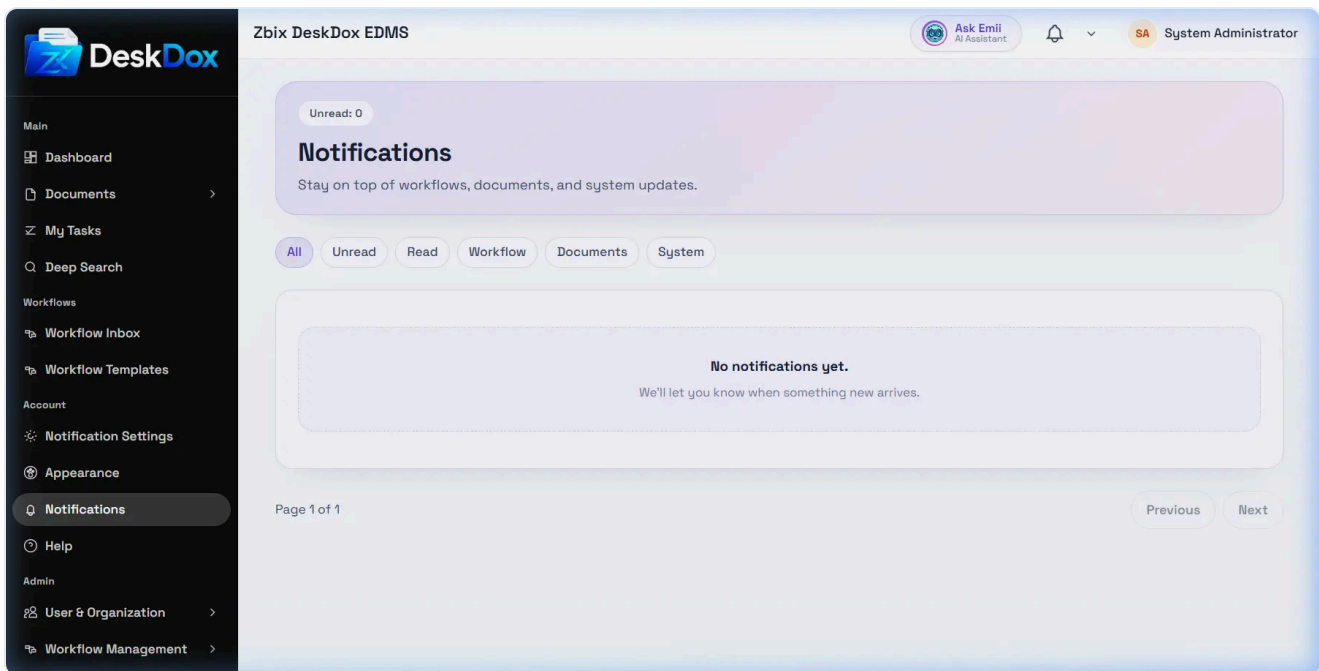 DeskDox
Main
Dashboard
Documents
My Tasks
Deep Search
Workflows
Workflow Inbox
Workflow Templates
Account
Notification Settings
Appearance
Notifications
Help
Admin
User & Organization
Workflow Management
Zbix DeskDox EDMS
Ask Emii
AI Assistant
SA System Administrator
Unread: 0
Notifications
Stay on top of workflows, documents, and system updates.
All Unread Read Workflow Documents System
No notifications yet.
We'll let you know when something new arrives.
Page 1 of 1 Previous Next